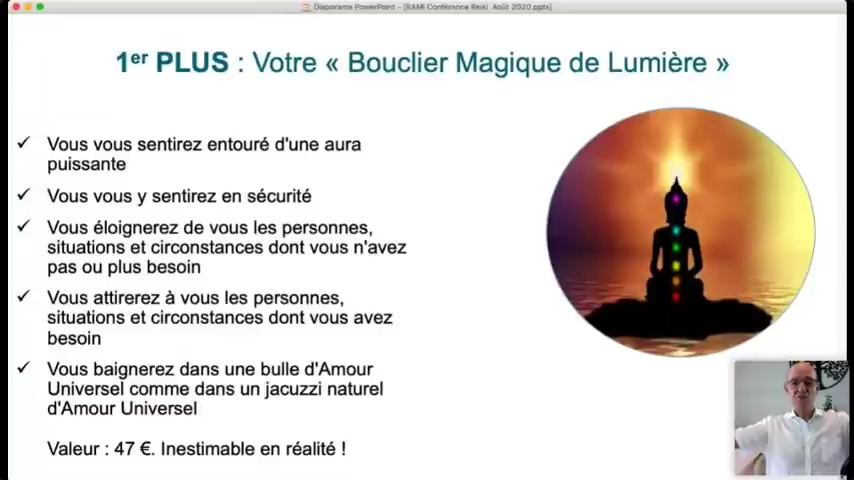 Diaporama PowerPoint - [RAMI Conférence Reiki Août 2020.pptx]
1er PLUS : Votre « Bouclier Magique de Lumière »
✓ Vous vous sentirez entouré d'une aura
puissante
✓ Vous vous y sentirez en sécurité
✓ Vous éloignerez de vous les personnes,
situations et circonstances dont vous n'avez
pas ou plus besoin
✓ Vous attirerez à vous les personnes,
situations et circonstances dont vous avez
besoin
✓ Vous baignerez dans une bulle d'Amour
Universel comme dans un jacuzzi naturel
d'Amour Universel
Valeur : 47 €. Inestimable en réalité !